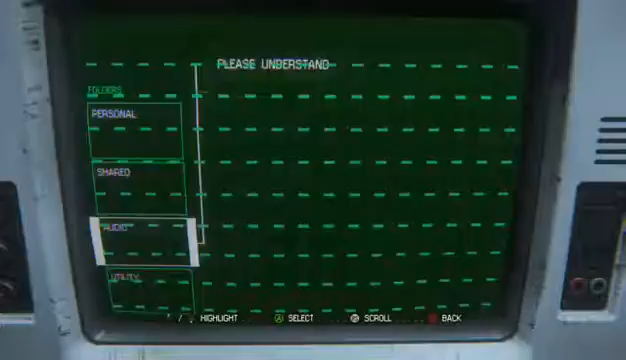 PLEASE UNDERSTAND
FOLDERS
PERSONAL
SHARED
AUDIO
UTILITY
HIGHLIGHT
SELECT
SCROLL
BACK